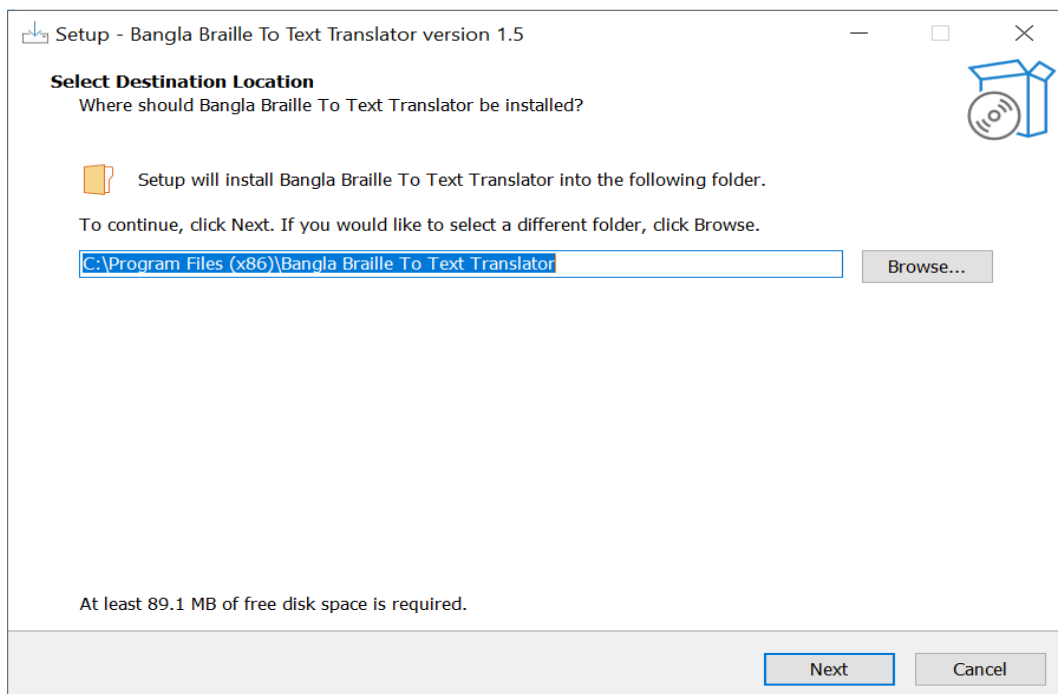 Setup - Bangla Braille To Text Translator version 1.5
Select Destination Location
Where should Bangla Braille To Text Translator be installed?
Setup will install Bangla Braille To Text Translator into the following folder.
To continue, click Next. If you would like to select a different folder, click Browse.
C:\Program Files (x86)\Bangla Braille To Text Translator
Browse...
At least 89.1 MB of free disk space is required.
Next
Cancel